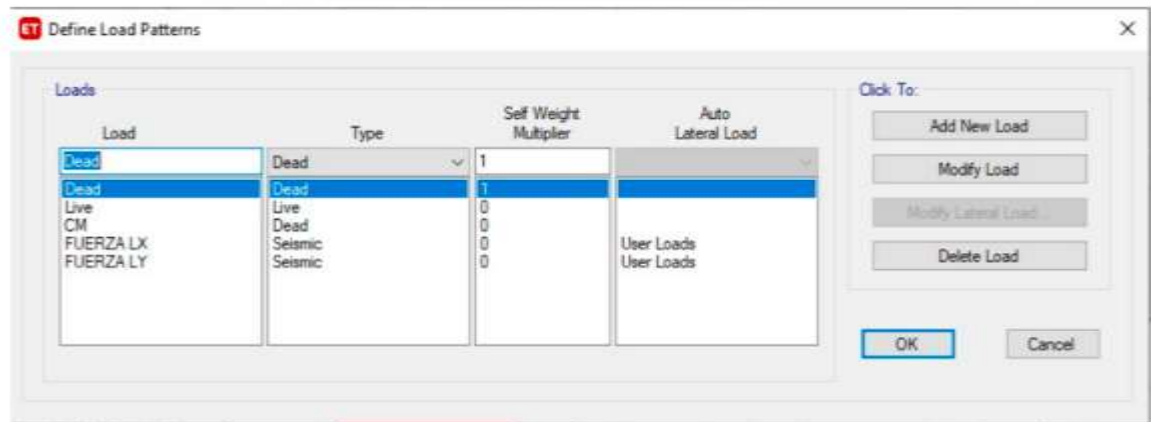 ET Define Load Patterns
Loads
Click To:
Load Type Self Weight Multiplier Auto Lateral Load
Dead Dead 1
Dead Dead 1
Live Live 0
CM Dead 0
FUERZA LX Seismic 0 User Loads
FUERZA LY Seismic 0 User Loads
Add New Load
Modify Load
Modify Lateral Load...
Delete Load
OK Cancel